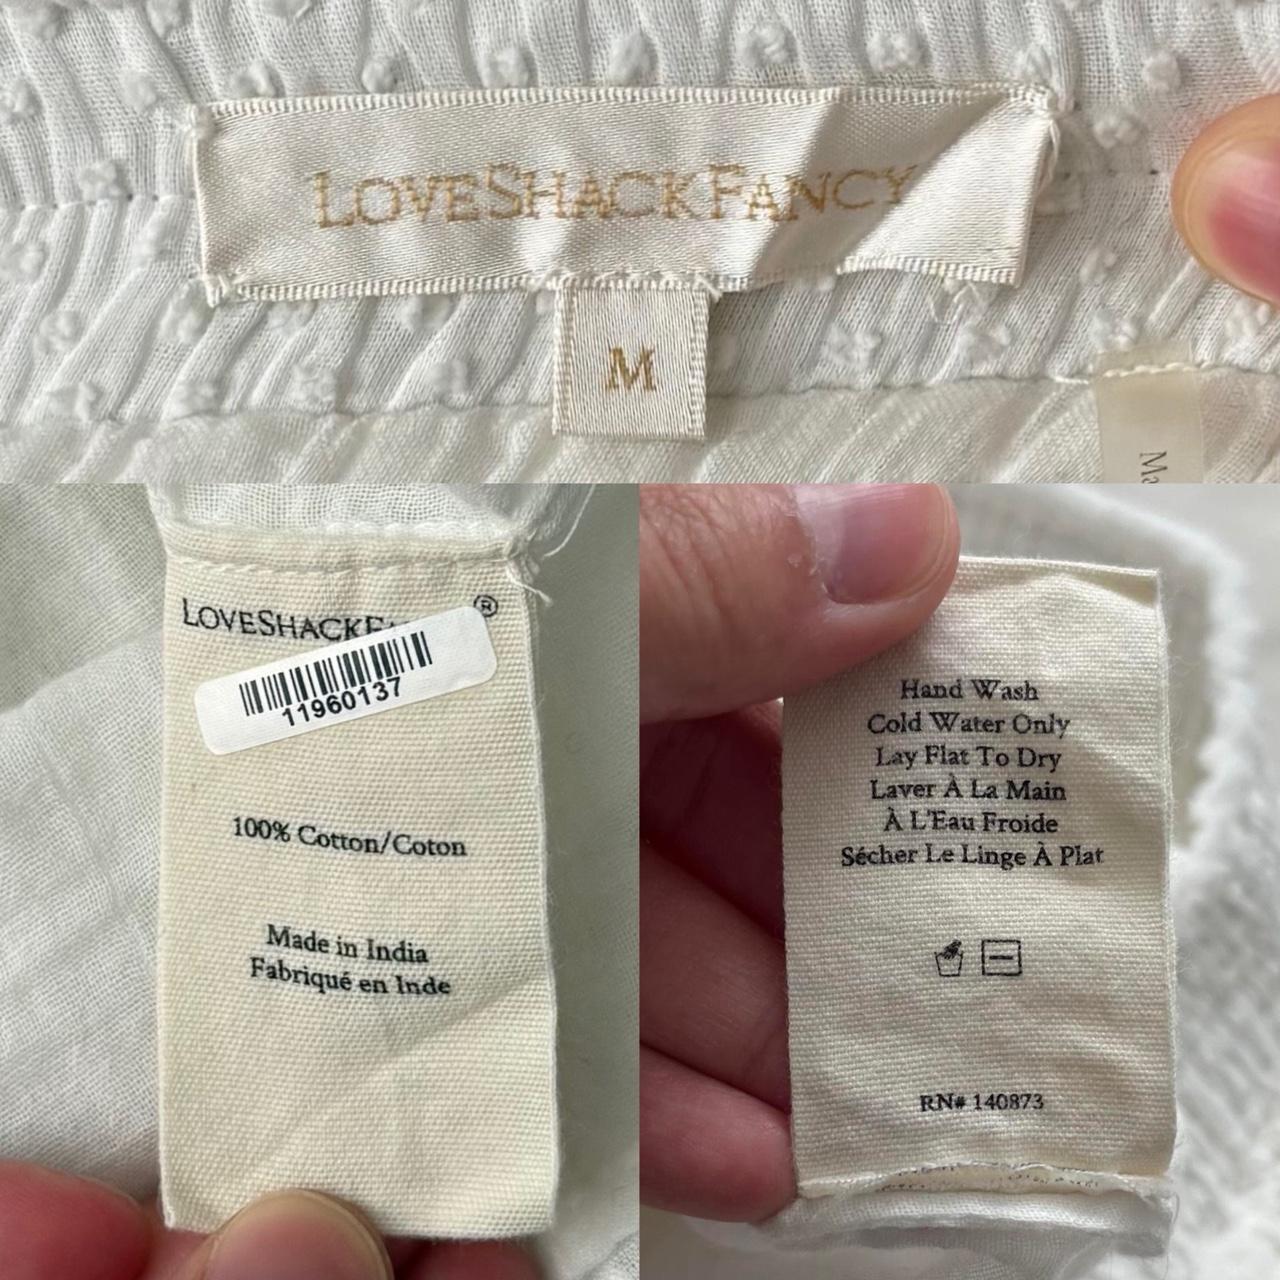 LOVESHACKFANCY
M
Ma
LOVESHACKFA ®
11960137
100% Cotton/Coton
Made in India
Fabriqué en Inde
Hand Wash
Cold Water Only
Lay Flat To Dry
Laver À La Main
À L'Eau Froide
Sécher Le Linge À Plat
RN# 140873